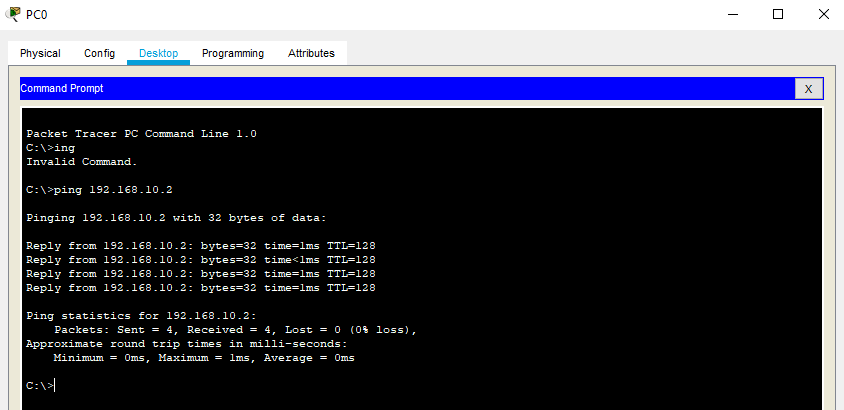 PC0
Physical Config Desktop Programming Attributes
Command Prompt X
Packet Tracer PC Command Line 1.0
C:\>ing
Invalid Command.
C:\>ping 192.168.10.2
Pinging 192.168.10.2 with 32 bytes of data:
Reply from 192.168.10.2: bytes=32 time=1ms TTL=128
Reply from 192.168.10.2: bytes=32 time<1ms TTL=128
Reply from 192.168.10.2: bytes=32 time=1ms TTL=128
Reply from 192.168.10.2: bytes=32 time=1ms TTL=128
Ping statistics for 192.168.10.2:
    Packets: Sent = 4, Received = 4, Lost = 0 (0% loss),
Approximate round trip times in milli-seconds:
    Minimum = 0ms, Maximum = 1ms, Average = 0ms
C:\>